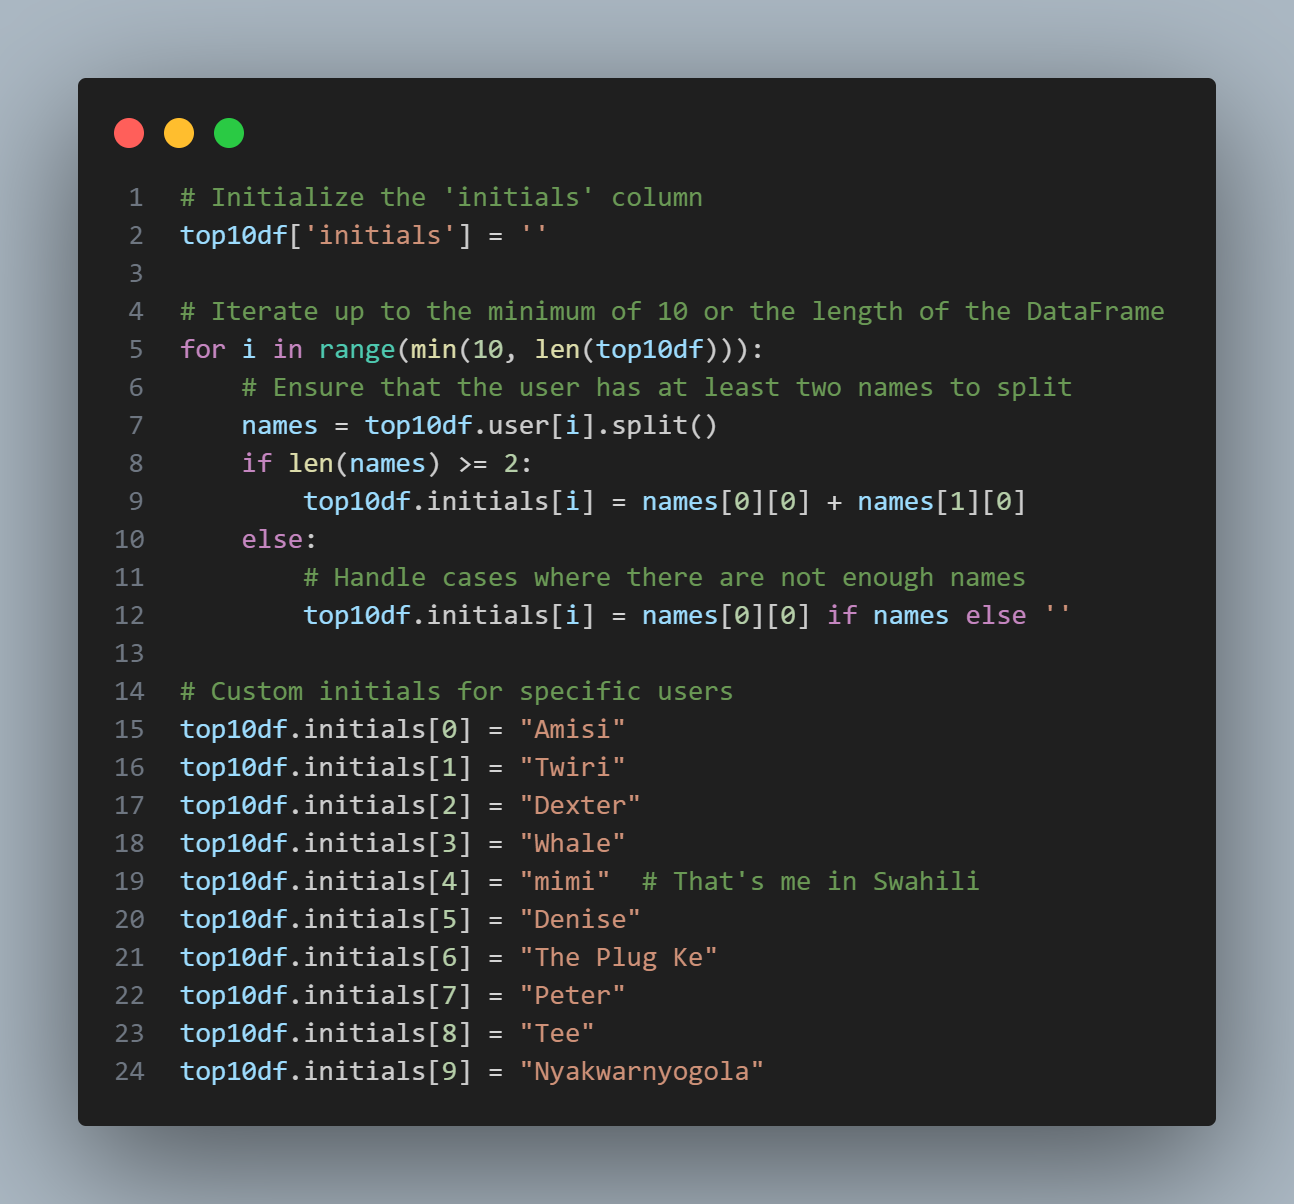 1 # Initialize the 'initials' column
2 top10df['initials'] = ''
3
4 # Iterate up to the minimum of 10 or the length of the DataFrame
5 for i in range(min(10, len(top10df))):
6     # Ensure that the user has at least two names to split
7     names = top10df.user[i].split()
8     if len(names) >= 2:
9         top10df.initials[i] = names[0][0] + names[1][0]
10     else:
11         # Handle cases where there are not enough names
12         top10df.initials[i] = names[0][0] if names else ''
13
14 # Custom initials for specific users
15 top10df.initials[0] = "Amisi"
16 top10df.initials[1] = "Twiri"
17 top10df.initials[2] = "Dexter"
18 top10df.initials[3] = "Whale"
19 top10df.initials[4] = "mimi"  # That's me in Swahili
20 top10df.initials[5] = "Denise"
21 top10df.initials[6] = "The Plug Ke"
22 top10df.initials[7] = "Peter"
23 top10df.initials[8] = "Tee"
24 top10df.initials[9] = "Nyakwarnyogola"